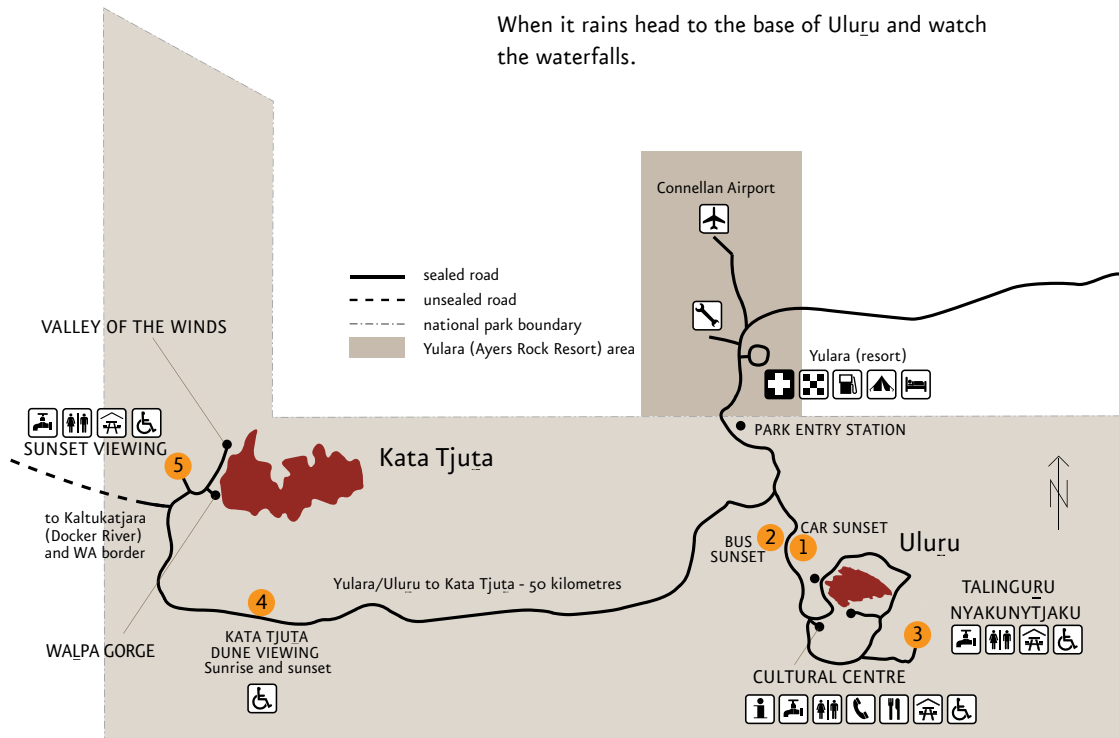 When it rains head to the base of Uluṟu and watch
the waterfalls.
Connellan Airport
sealed road
unsealed road
national park boundary
Yulara (Ayers Rock Resort) area
VALLEY OF THE WINDS
Yulara (resort)
PARK ENTRY STATION
SUNSET VIEWING
5
Kata Tjuṯa
to Kaltukatjara
(Docker River)
and WA border
N
CAR SUNSET
1
2
BUS
SUNSET
Uluṟu
Yulara/Uluṟu to Kata Tjuṯa - 50 kilometres
TALINGUṞU
NYAKUNYTJAKU
3
4
KATA TJUṮA
DUNE VIEWING
Sunrise and sunset
WAḺPA GORGE
CULTURAL CENTRE
i